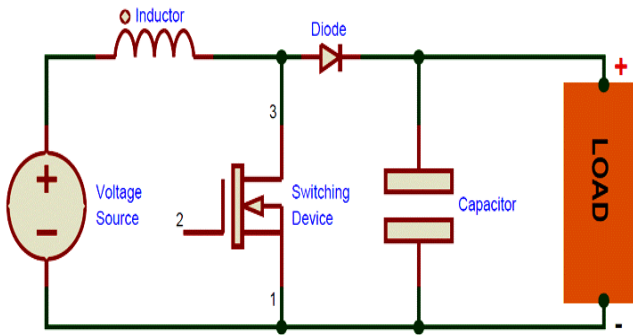 Inductor
Diode
+
3
+
Voltage
Source
-
2
Switching
Device
Capacitor
LOAD
1
-